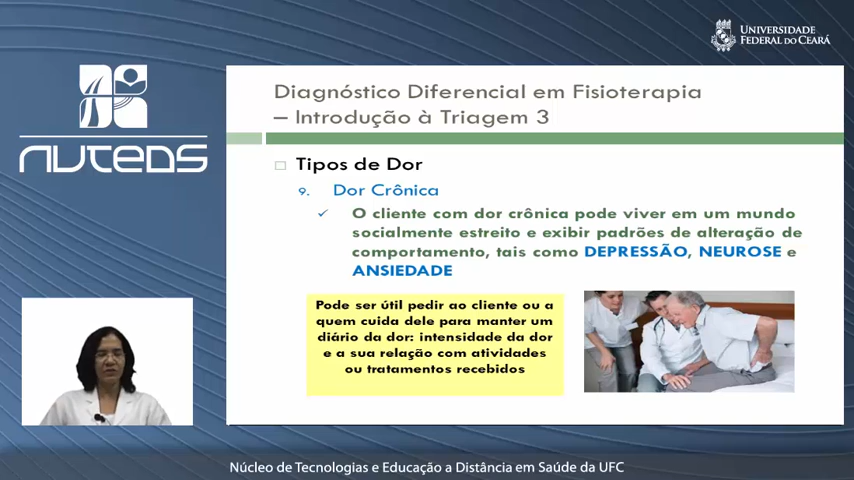 UNIVERSIDADE
FEDERAL DO CEARÁ
NUTEDS
Diagnóstico Diferencial em Fisioterapia
– Introdução à Triagem 3
Tipos de Dor
9. Dor Crônica
✓ O cliente com dor crônica pode viver em um mundo
socialmente estreito e exibir padrões de alteração de
comportamento, tais como DEPRESSÃO, NEUROSE e
ANSIEDADE
Pode ser útil pedir ao cliente ou a
quem cuida dele para manter um
diário da dor: intensidade da dor
e a sua relação com atividades
ou tratamentos recebidos
Núcleo de Tecnologias e Educação a Distância em Saúde da UFC